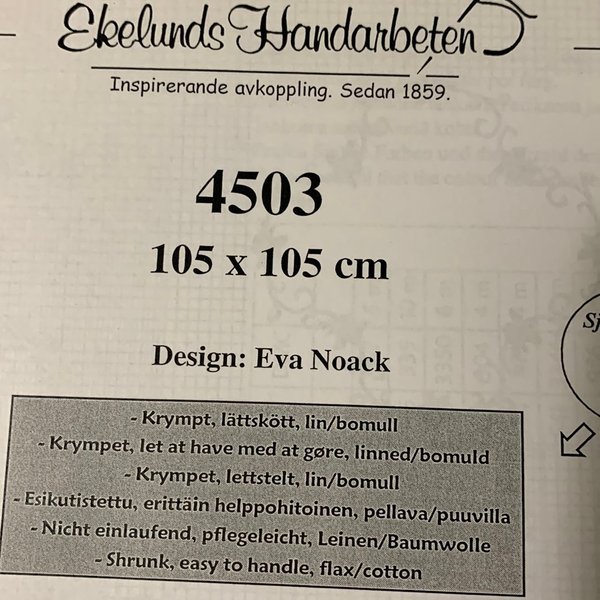 Ekelunds Handarbeten
Inspirerande avkoppling. Sedan 1859.
4503
105 x 105 cm
Design: Eva Noack
Sj
- Krympt, lättskött, lin/bomull
- Krympet, let at have med at gøre, linned/bomuld
- Krympet, lettstelt, lin/bomull
- Esikutistettu, erittäin helppohitoinen, pellava/puuvilla
- Nicht einlaufend, pflegeleicht, Leinen/Baumwolle
- Shrunk, easy to handle, flax/cotton